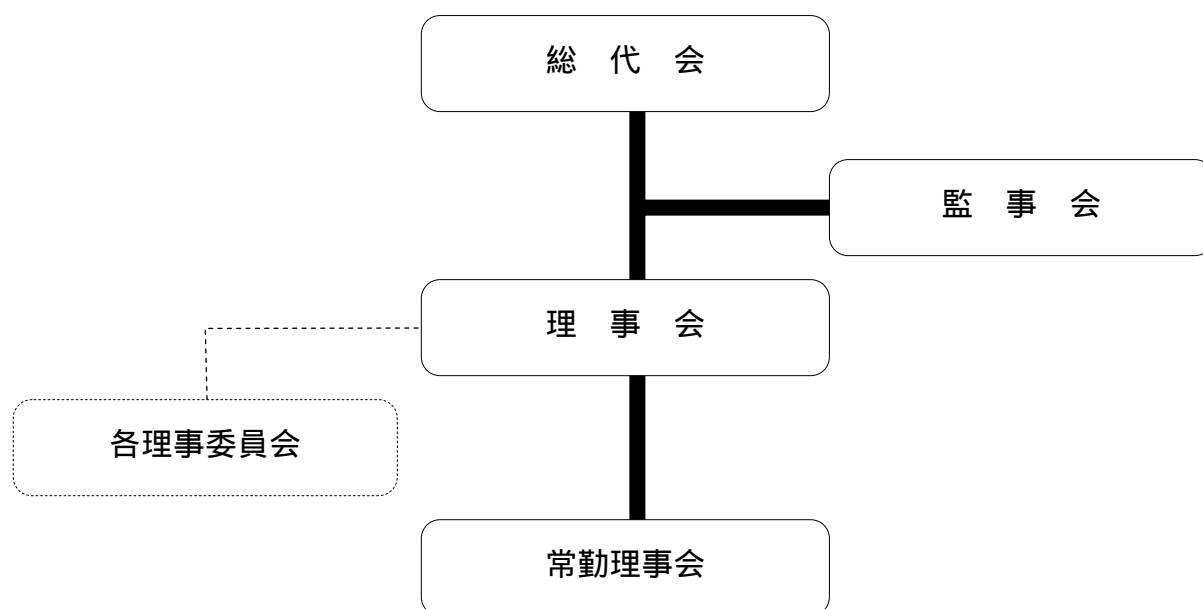 総　代　会
監　事　会
理　事　会
各理事委員会
常勤理事会